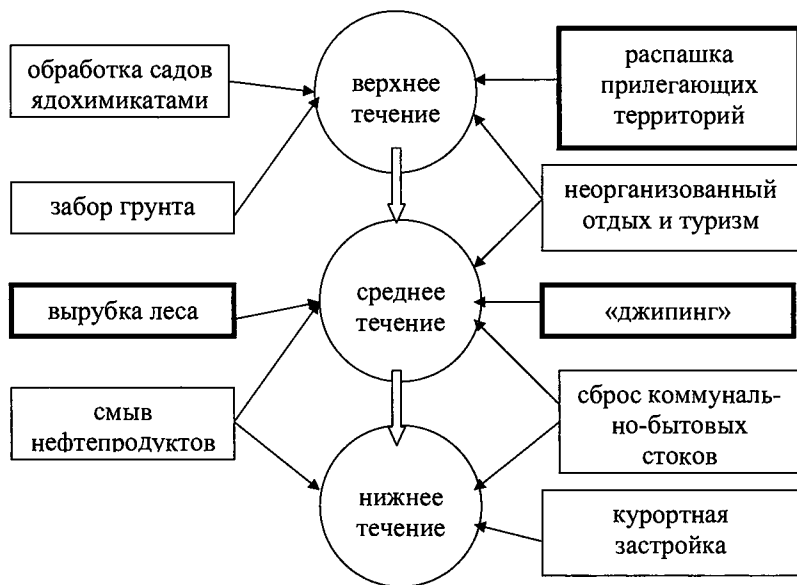 обработка садов
ядохимикатами
верхнее
течение
распашка
прилегающих
территорий
забор грунта
неорганизованный
отдых и туризм
вырубка леса
среднее
течение
«джипинг»
смыв
нефтепродуктов
сброс коммуналь-
но-бытовых
стоков
нижнее
течение
курортная
застройка